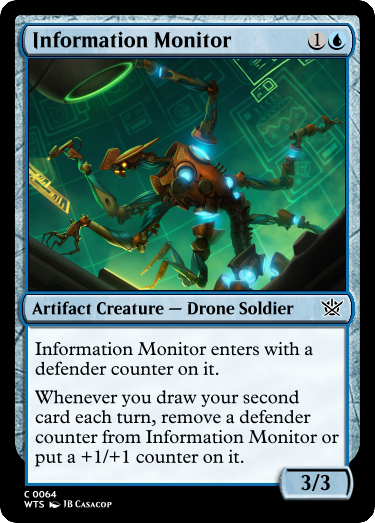 Information Monitor 1
Artifact Creature — Drone Soldier
Information Monitor enters with a
defender counter on it.
Whenever you draw your second
card each turn, remove a defender
counter from Information Monitor or
put a +1/+1 counter on it.
3/3
C 0064
WTS JB Casacop